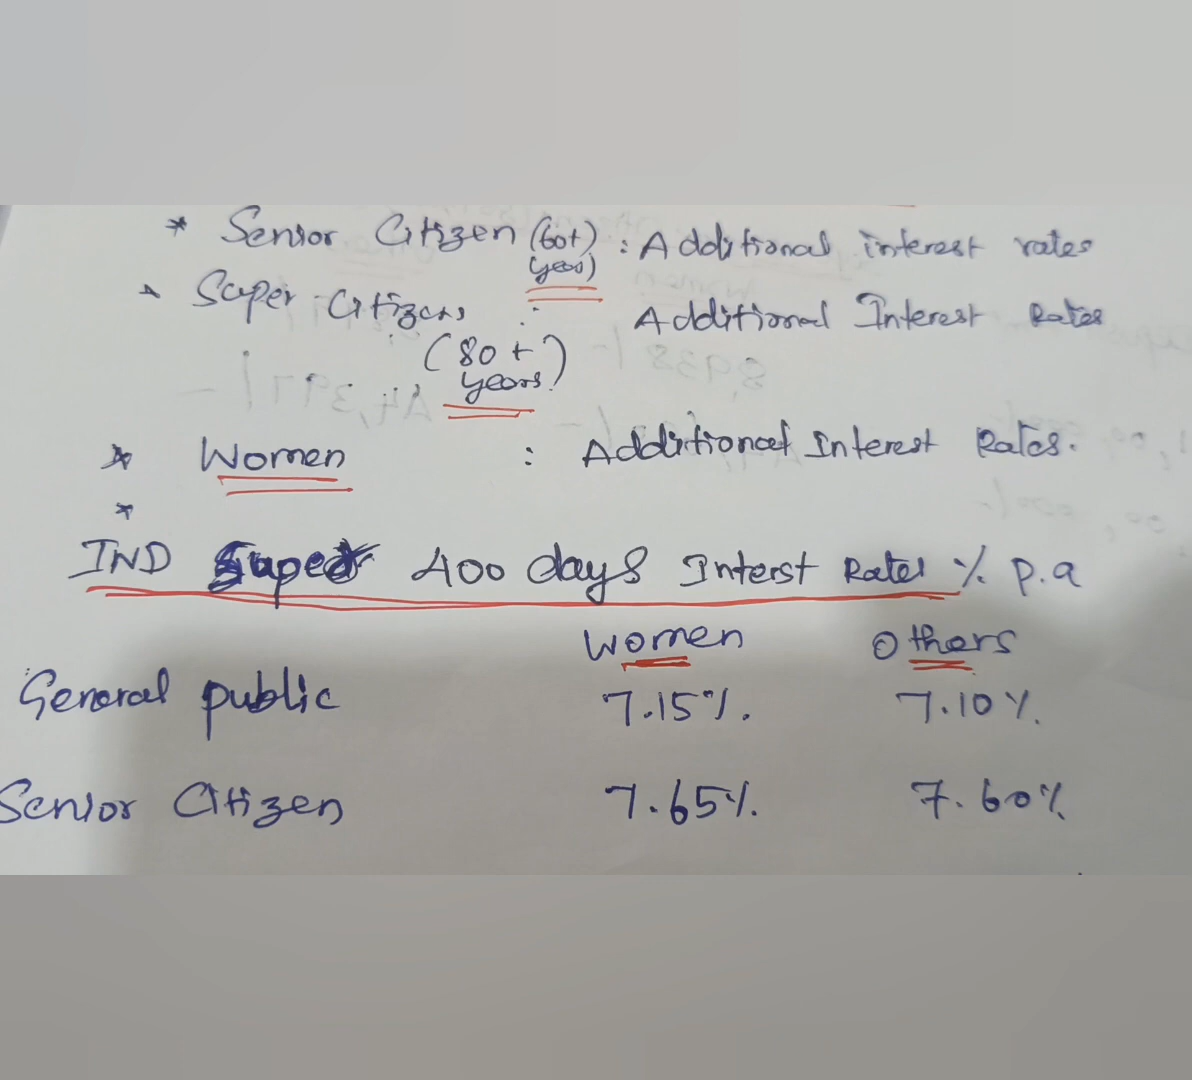 * Senior Citizen (60+ years) : Additional interest rates
* Super Citizens (80+ years) : Additional Interest Rates
* Women : Additional Interest Rates.
*
IND Super 400 days Interst Rates % p.a
Women Others
General public 7.15% 7.10%
Senior Citizen 7.65% 7.60%